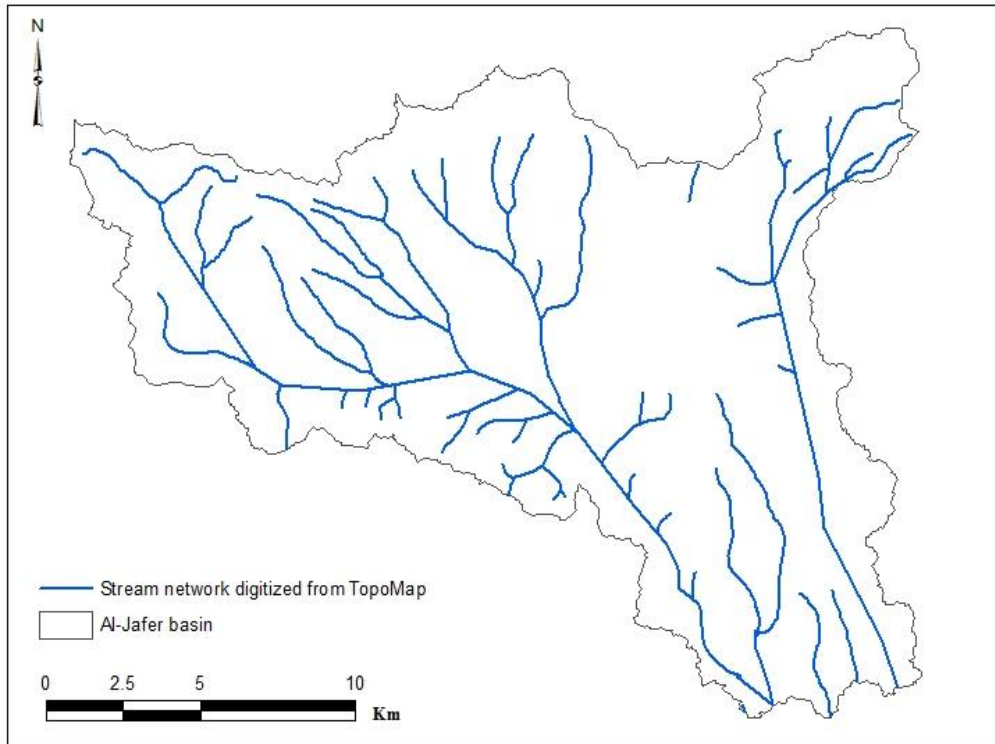 N
Stream network digitized from TopoMap
Al-Jafer basin
0 2.5 5 10
Km